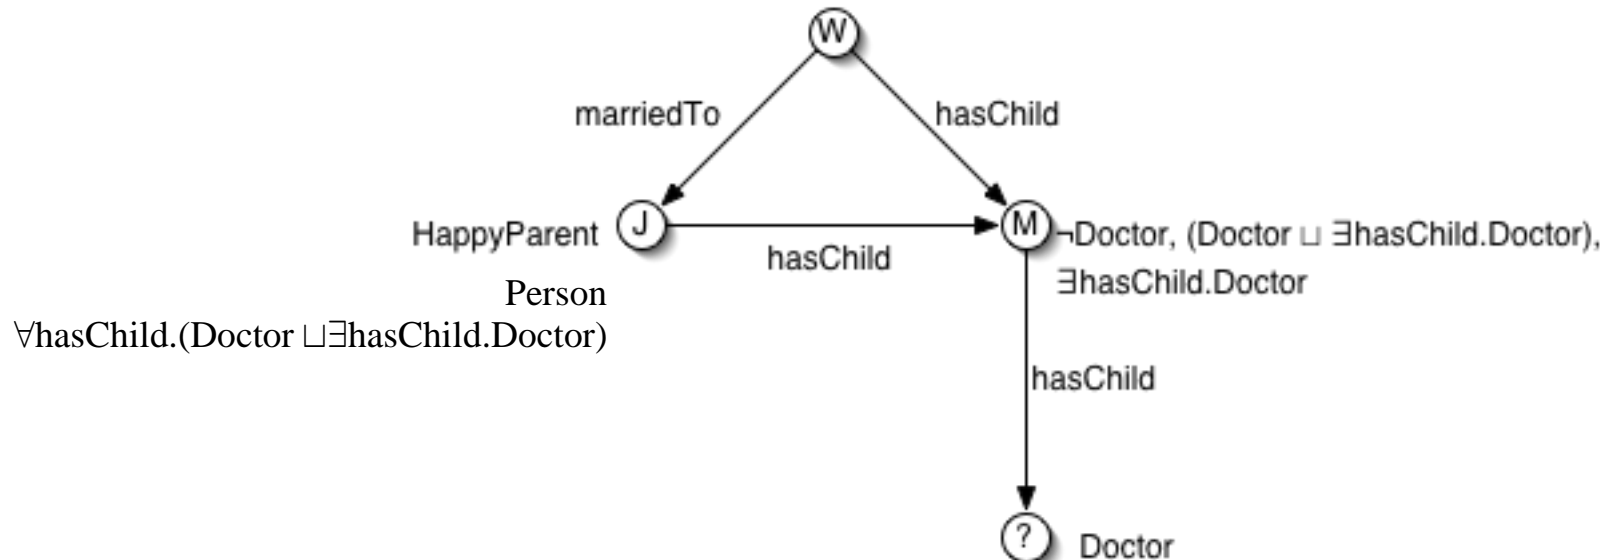 W
marriedTo
hasChild
HappyParent
J
M
¬Doctor, (Doctor ⊔ ∃hasChild.Doctor),
hasChild
∃hasChild.Doctor
Person
∀hasChild.(Doctor ⊔∃hasChild.Doctor)
hasChild
?
Doctor